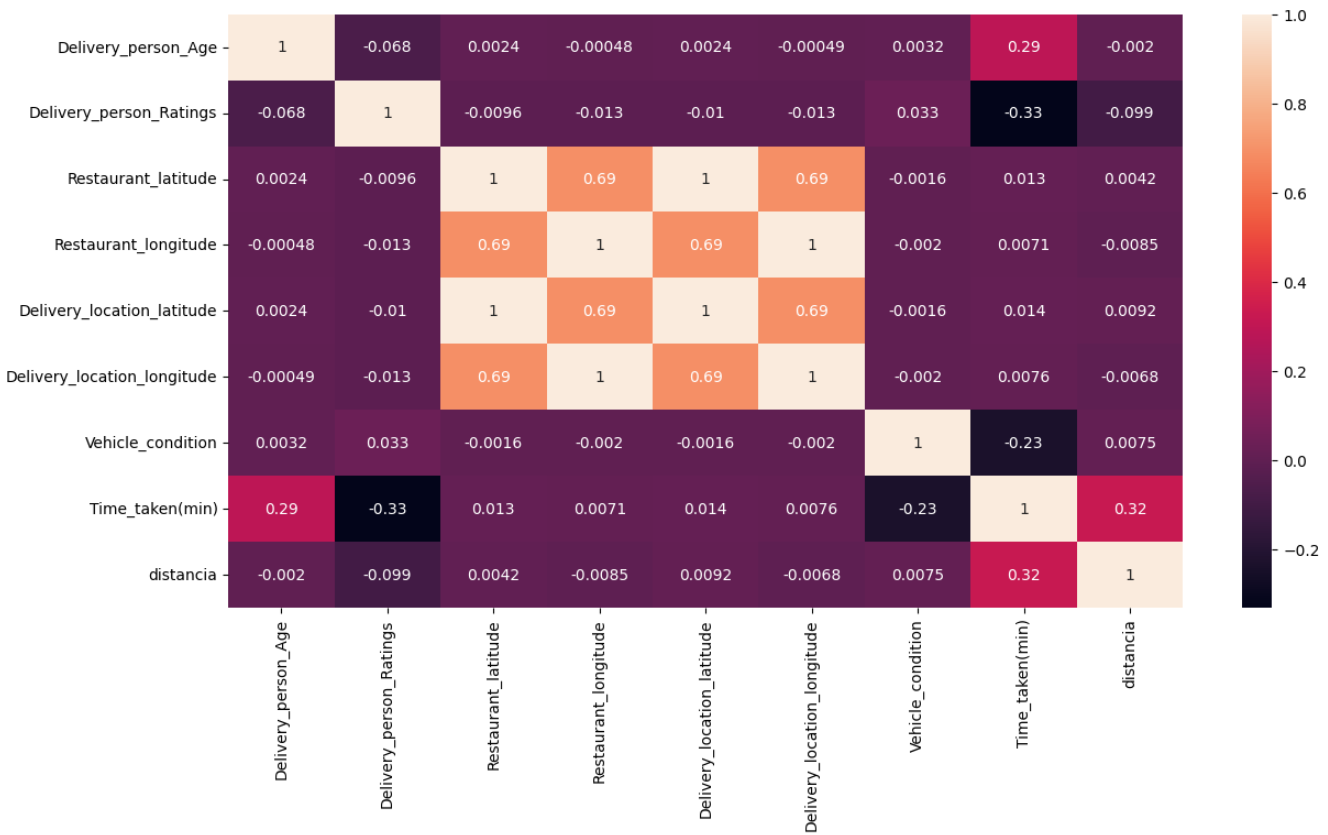 Delivery_person_Age 1 -0.068 0.0024 -0.00048 0.0024 -0.00049 0.0032 0.29 -0.002
Delivery_person_Ratings -0.068 1 -0.0096 -0.013 -0.01 -0.013 0.033 -0.33 -0.099
Restaurant_latitude 0.0024 -0.0096 1 0.69 1 0.69 -0.0016 0.013 0.0042
Restaurant_longitude -0.00048 -0.013 0.69 1 0.69 1 -0.002 0.0071 -0.0085
Delivery_location_latitude 0.0024 -0.01 1 0.69 1 0.69 -0.0016 0.014 0.0092
Delivery_location_longitude -0.00049 -0.013 0.69 1 0.69 1 -0.002 0.0076 -0.0068
Vehicle_condition 0.0032 0.033 -0.0016 -0.002 -0.0016 -0.002 1 -0.23 0.0075
Time_taken(min) 0.29 -0.33 0.013 0.0071 0.014 0.0076 -0.23 1 0.32
distancia -0.002 -0.099 0.0042 -0.0085 0.0092 -0.0068 0.0075 0.32 1
Delivery_person_Age
Delivery_person_Ratings
Restaurant_latitude
Restaurant_longitude
Delivery_location_latitude
Delivery_location_longitude
Vehicle_condition
Time_taken(min)
distancia
1.0
0.8
0.6
0.4
0.2
0.0
−0.2